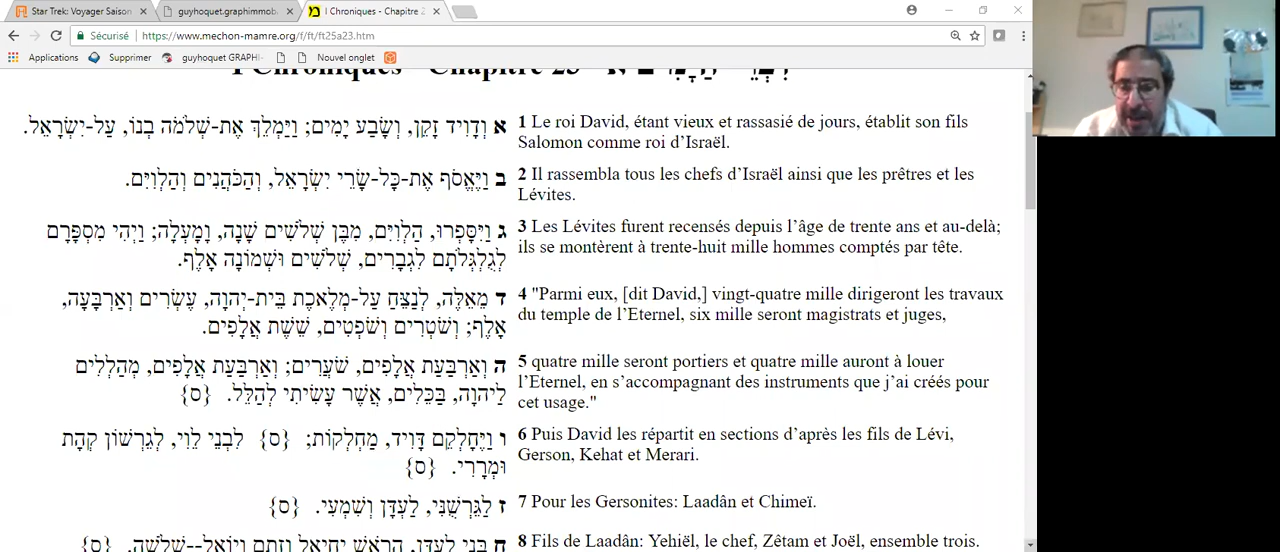 Star Trek: Voyager Saison
guyhoquet.graphimmob
I Chroniques - Chapitre 2
Sécurisé
https://www.mechon-mamre.org/f/ft/ft25a23.htm
Applications
Supprimer
guyhoquet GRAPHI
Nouvel onglet
I Chroniques - Chapitre 23 - דִּבְרֵי הַיָּמִים א
א וְדָוִיד זָקֵן, וְשָׂבַע יָמִים; וַיַּמְלֵךְ אֶת-שְׁלֹמֹה בְנוֹ, עַל-יִשְׂרָאֵל.
1 Le roi David, étant vieux et rassasié de jours, établit son fils
Salomon comme roi d’Israël.
ב וַיֶּאֱסֹף אֶת-כָּל-שָׂרֵי יִשְׂרָאֵל, וְהַכֹּהֲנִים וְהַלְוִיִּם.
2 Il rassembla tous les chefs d’Israël ainsi que les prêtres et les
Lévites.
ג וַיִּסָּפְרוּ, הַלְוִיִּם, מִבֶּן שְׁלֹשִׁים שָׁנָה, וָמָעְלָה; וַיְהִי מִסְפָּרָם
לְגֻלְגְּלֹתָם לִגְבָרִים, שְׁלֹשִׁים וּשְׁמוֹנָה אָלֶף.
3 Les Lévites furent recensés depuis l’âge de trente ans et au-delà;
ils se montèrent à trente-huit mille hommes comptés par tête.
ד מֵאֵלֶּה, לְנַצֵּחַ עַל-מְלֶאכֶת בֵּית-יְהוָה, עֶשְׂרִים וְאַרְבָּעָה,
אָלֶף; וְשֹׁטְרִים וְשֹׁפְטִים, שֵׁשֶׁת אֲלָפִים.
4 "Parmi eux, [dit David,] vingt-quatre mille dirigeront les travaux
du temple de l’Eternel, six mille seront magistrats et juges,
ה וְאַרְבַּעַת אֲלָפִים, שֹׁעֲרִים; וְאַרְבַּעַת אֲלָפִים, מְהַלְלִים
לַיהוָה, בַּכֵּלִים, אֲשֶׁר עָשִׂיתִי לְהַלֵּל. {ס}
5 quatre mille seront portiers et quatre mille auront à louer
l’Eternel, en s’accompagnant des instruments que j’ai créés pour
cet usage."
ו וַיֶּחָלְקֵם דָּוִיד, מַחְלְקוֹת; {ס} לִבְנֵי לֵוִי, לְגֵרְשׁוֹן קְהָת
וּמְרָרִי. {ס}
6 Puis David les répartit en sections d’après les fils de Lévi,
Gerson, Kehat et Merari.
ז לַגֵּרְשֻׁנִּי, לַעְדָּן וְשִׁמְעִי. {ס}
7 Pour les Gersonites: Laadân et Chimeï.
ח בְּנֵי לַעְדָּן, הָרֹאשׁ יְחִיאֵל וְזֵתָם וְיוֹאֵל--שְׁלֹשָׁה. {ס}
8 Fils de Laadân: Yehiël, le chef, Zêtam et Joël, ensemble trois.